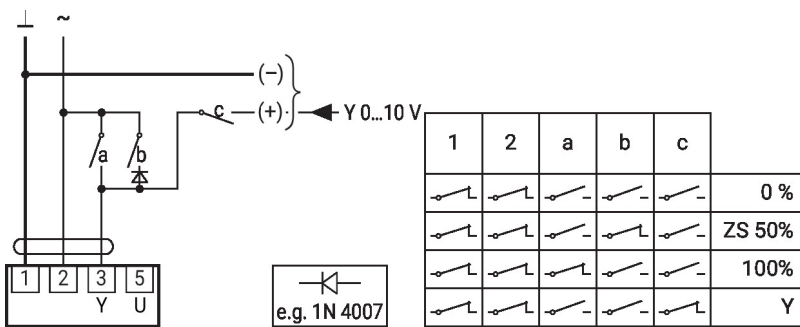 ⊥ ~
(–)
c (+) Y 0...10 V
a b
1 2 3 5
Y U
e.g. 1N 4007
1 2 a b c
0 %
ZS 50%
100%
Y